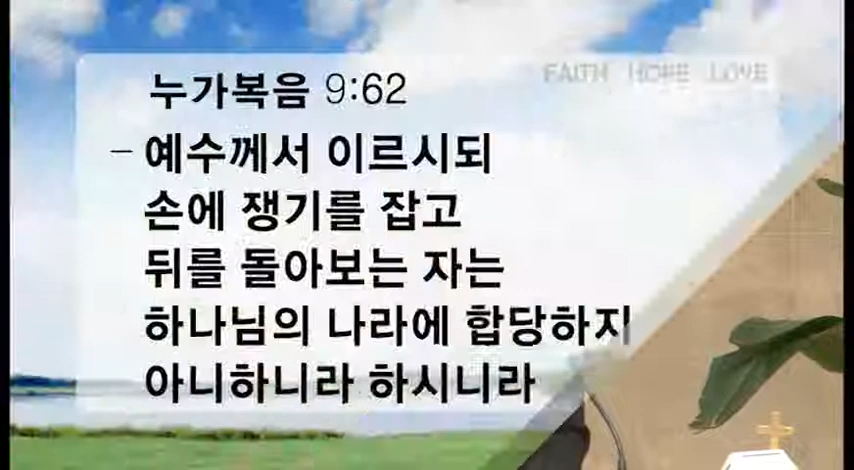 FAITH HOPE LOVE
누가복음 9:62
- 예수께서 이르시되
손에 쟁기를 잡고
뒤를 돌아보는 자는
하나님의 나라에 합당하지
아니하니라 하시니라